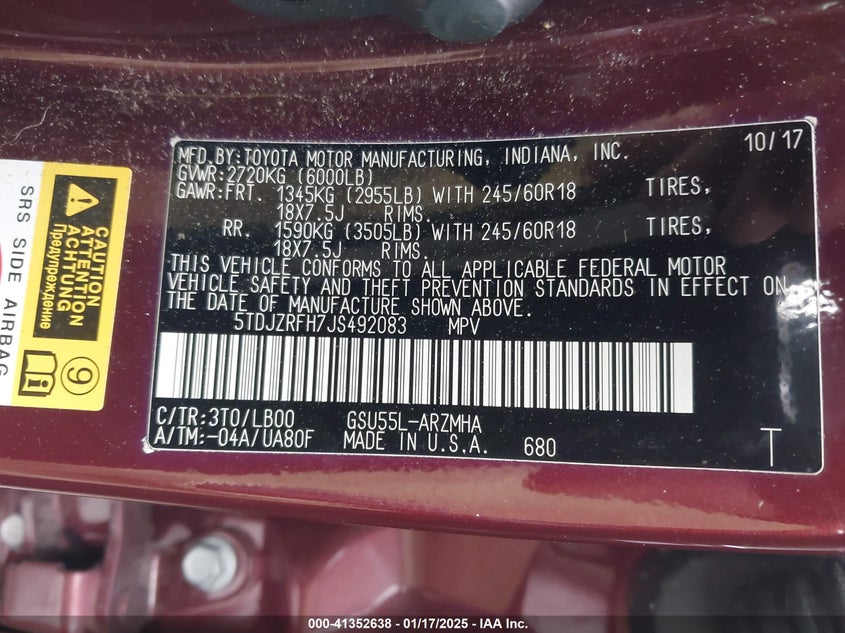 MFD.BY:TOYOTA MOTOR MANUFACTURING, INDIANA, INC. 10/17
GVWR:2720KG (6000LB)
GAWR:FRT. 1345KG (2955LB) WITH 245/60R18 TIRES,
18X7.5J RIMS.
RR. 1590KG (3505LB) WITH 245/60R18 TIRES,
18X7.5J RIMS.
THIS VEHICLE CONFORMS TO ALL APPLICABLE FEDERAL MOTOR
VEHICLE SAFETY AND THEFT PREVENTION STANDARDS IN EFFECT ON
THE DATE OF MANUFACTURE SHOWN ABOVE.
5TDJZRFH7JS492083 MPV
C/TR:3T0/LB00 GSU55L-ARZMHA
A/TM:-04A/UA80F MADE IN U.S.A. 680
T
CAUTION
ATTENTION
ACHTUNG
Предупреждение
9
SRS SIDE AIRBAG
000-41352638 - 01/17/2025 - IAA Inc.